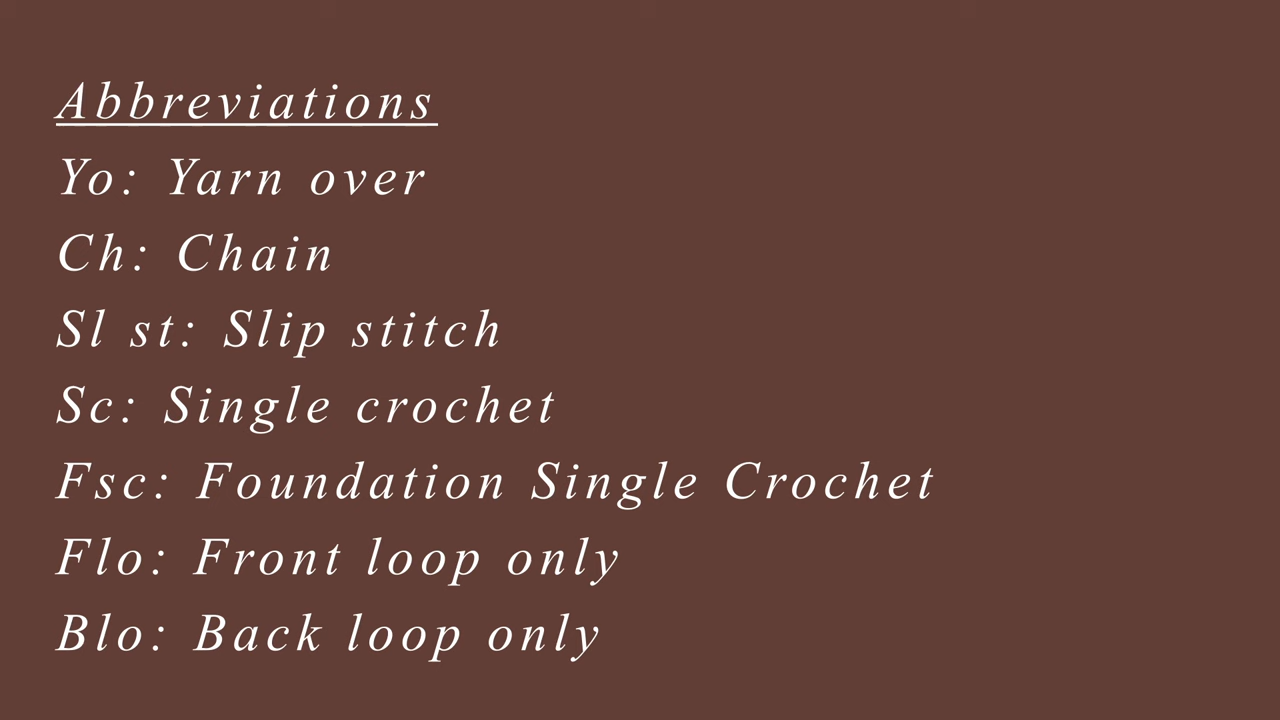 Abbreviations
Yo: Yarn over
Ch: Chain
Sl st: Slip stitch
Sc: Single crochet
Fsc: Foundation Single Crochet
Flo: Front loop only
Blo: Back loop only